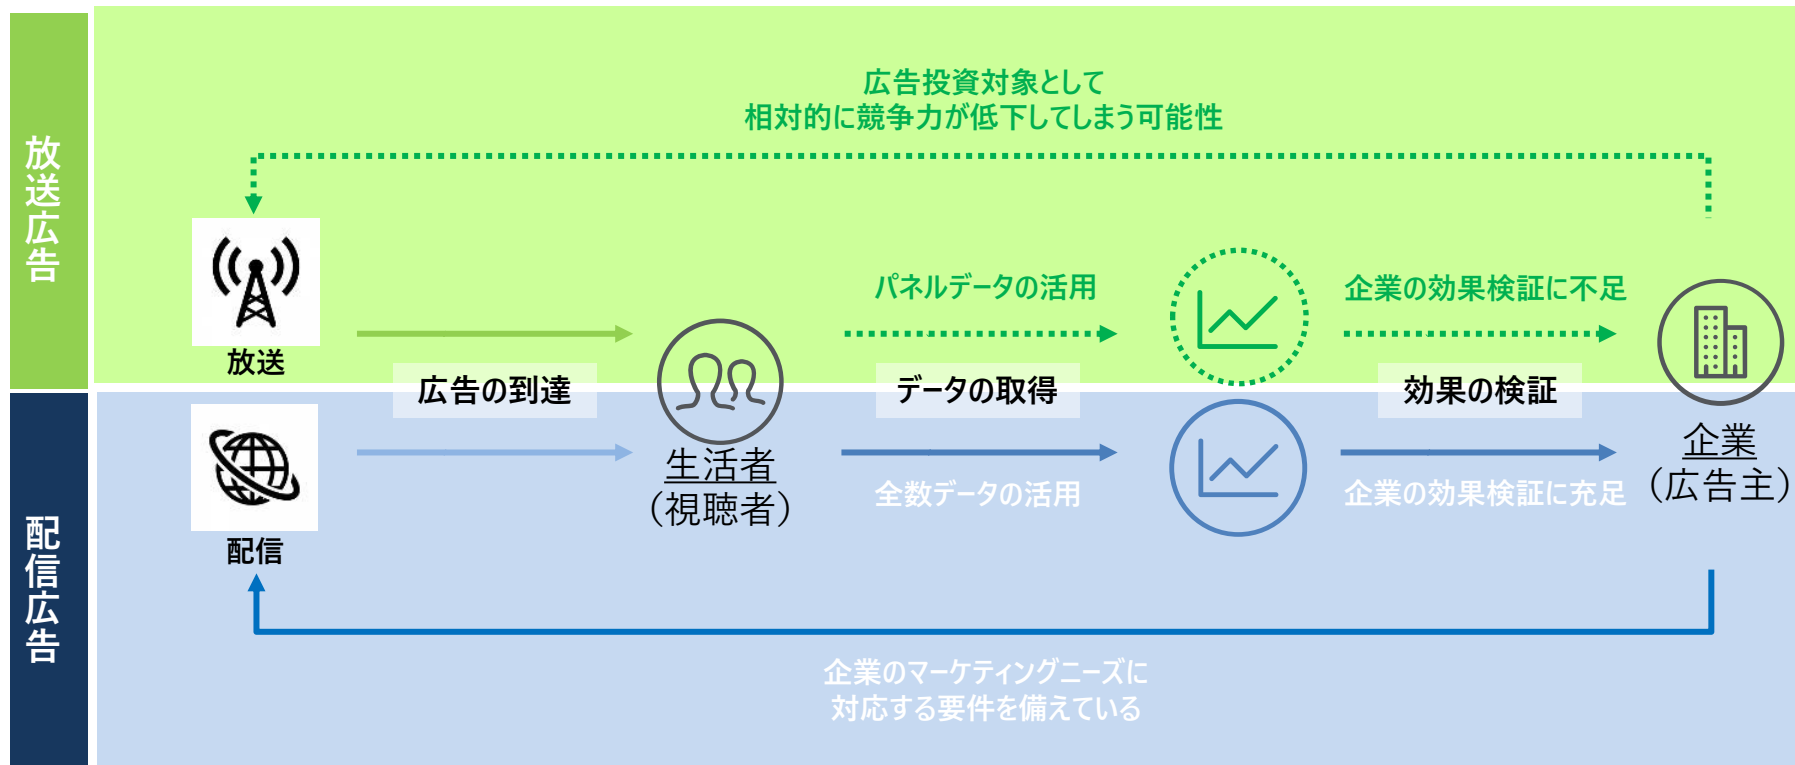 放送広告
広告投資対象として
相対的に競争力が低下してしまう可能性
放送
パネルデータの活用
企業の効果検証に不足
広告の到達
データの取得
効果の検証
配信広告
配信
生活者
（視聴者）
全数データの活用
企業の効果検証に充足
企業
（広告主）
企業のマーケティングニーズに
対応する要件を備えている